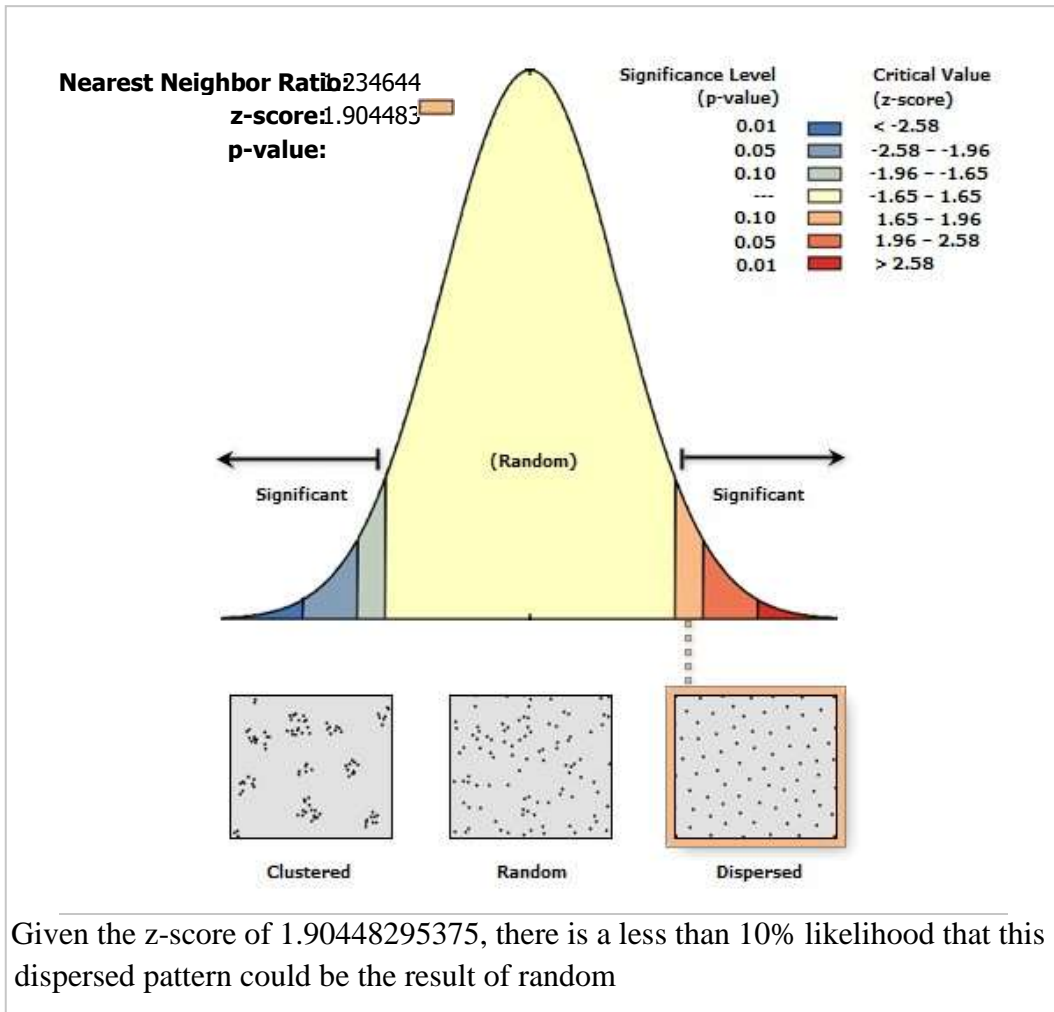 Nearest Neighbor Ratio: 1.234644
z-score: 1.904483
p-value:
Significance Level
(p-value)
Critical Value
(z-score)
0.01 < -2.58
0.05 -2.58 – -1.96
0.10 -1.96 – -1.65
--- -1.65 – 1.65
0.10 1.65 – 1.96
0.05 1.96 – 2.58
0.01 > 2.58
(Random)
Significant
Significant
Clustered
Random
Dispersed
Given the z-score of 1.90448295375, there is a less than 10% likelihood that this
dispersed pattern could be the result of random